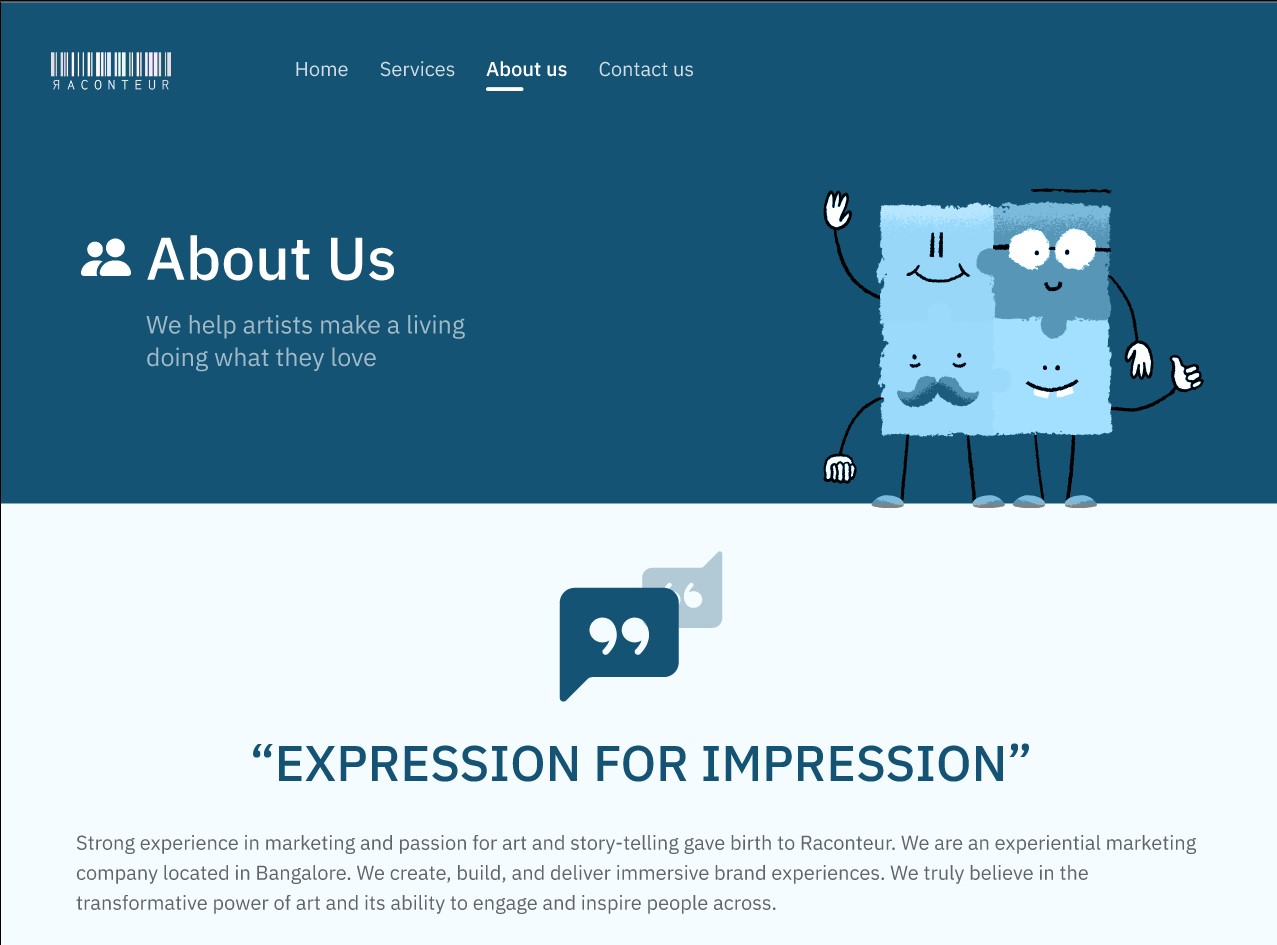 ЯACONTEUR
Home Services About us Contact us
About Us
We help artists make a living
doing what they love
“EXPRESSION FOR IMPRESSION”
Strong experience in marketing and passion for art and story-telling gave birth to Raconteur. We are an experiential marketing
company located in Bangalore. We create, build, and deliver immersive brand experiences. We truly believe in the
transformative power of art and its ability to engage and inspire people across.